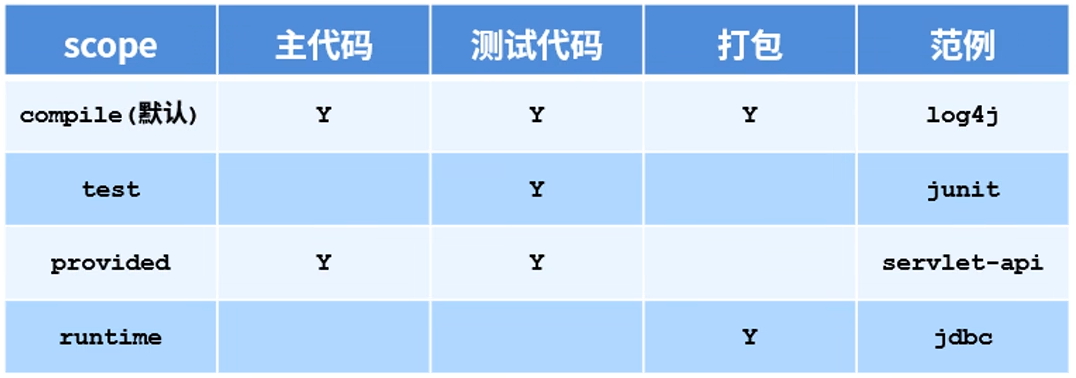 scope 主代码 测试代码 打包 范例
compile(默认) Y Y Y log4j
test Y junit
provided Y Y servlet-api
runtime Y jdbc